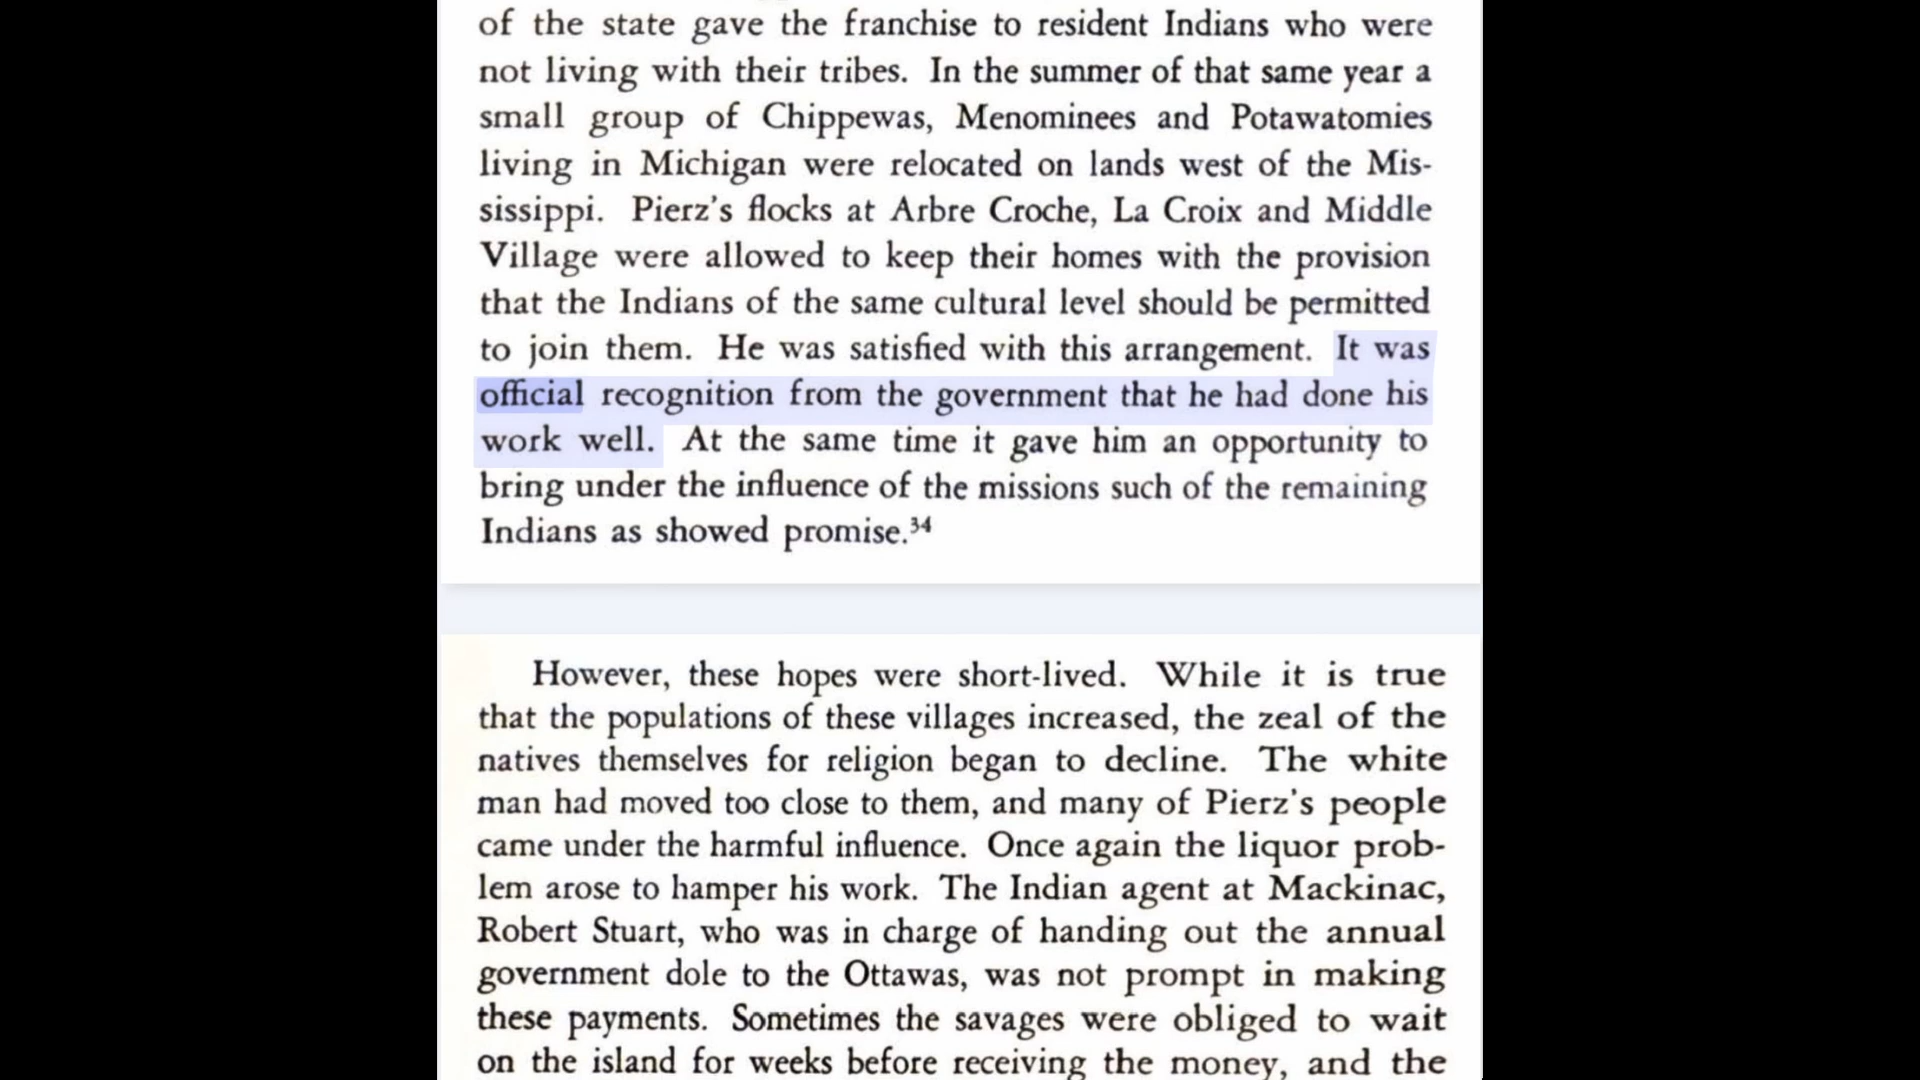 of the state gave the franchise to resident Indians who were
not living with their tribes. In the summer of that same year a
small group of Chippewas, Menominees and Potawatomies
living in Michigan were relocated on lands west of the Mis-
sissippi. Pierz's flocks at Arbre Croche, La Croix and Middle
Village were allowed to keep their homes with the provision
that the Indians of the same cultural level should be permitted
to join them. He was satisfied with this arrangement. It was
official recognition from the government that he had done his
work well. At the same time it gave him an opportunity to
bring under the influence of the missions such of the remaining
Indians as showed promise.³⁴
However, these hopes were short-lived. While it is true
that the populations of these villages increased, the zeal of the
natives themselves for religion began to decline. The white
man had moved too close to them, and many of Pierz's people
came under the harmful influence. Once again the liquor prob-
lem arose to hamper his work. The Indian agent at Mackinac,
Robert Stuart, who was in charge of handing out the annual
government dole to the Ottawas, was not prompt in making
these payments. Sometimes the savages were obliged to wait
on the island for weeks before receiving the money, and the